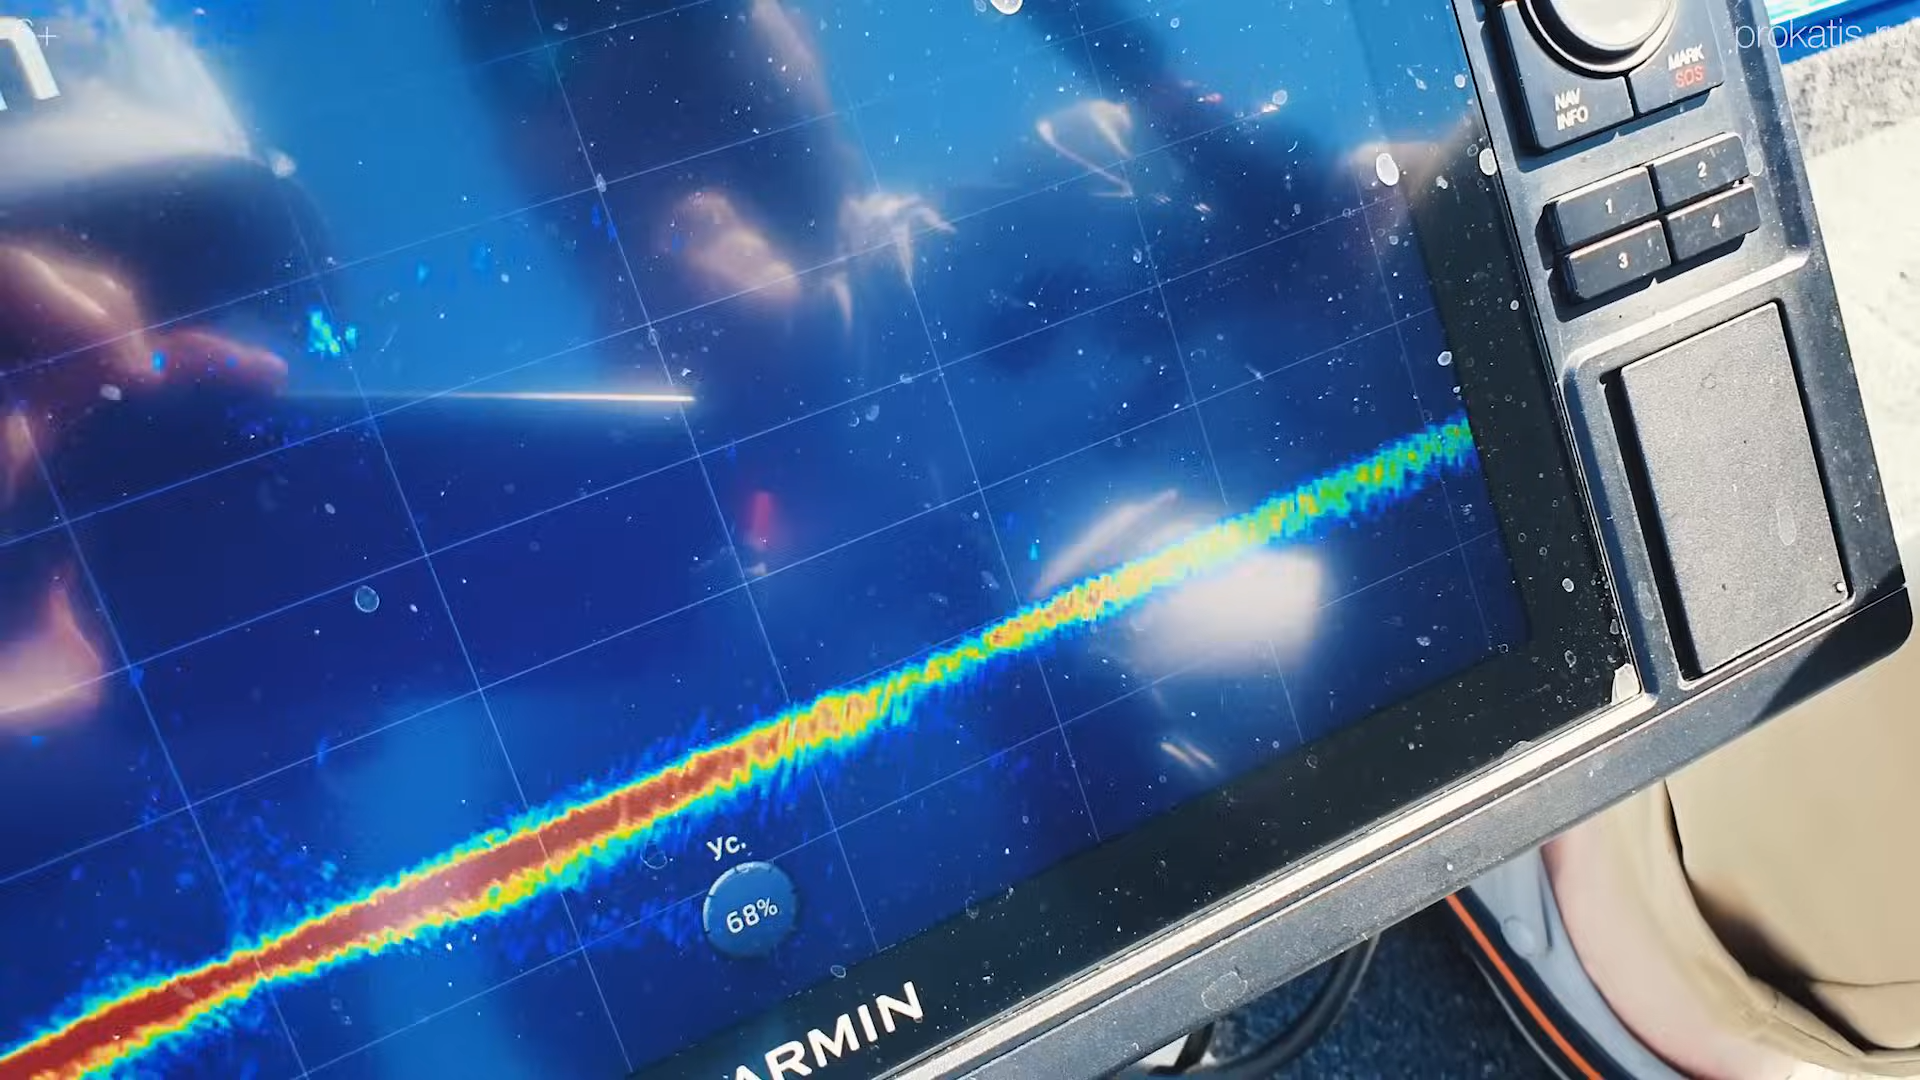 prokatis.ru
MARK
SOS
NAV
INFO
1
2
3
4
Ус.
68%
ARMIN